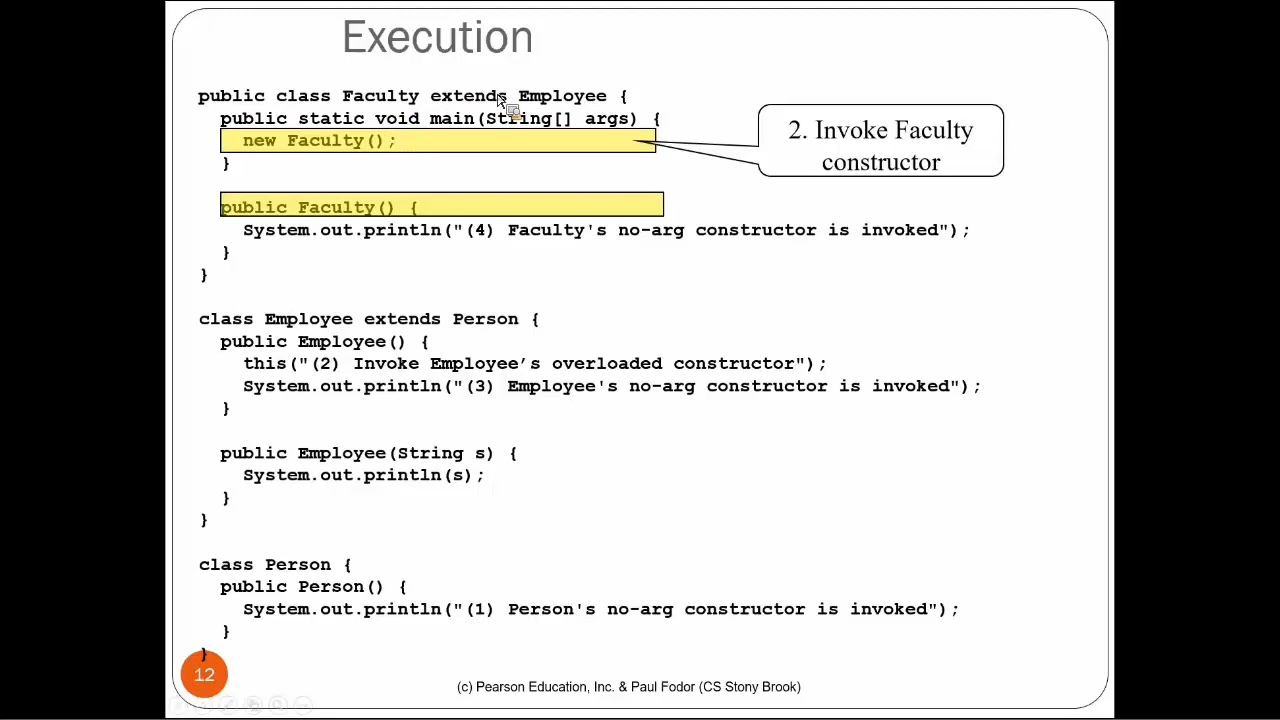 Execution
public class Faculty extends Employee {
public static void main(String[] args) {
new Faculty();
}
2. Invoke Faculty
constructor
public Faculty() {
System.out.println("(4) Faculty's no-arg constructor is invoked");
}
}
class Employee extends Person {
public Employee() {
this("(2) Invoke Employee’s overloaded constructor");
System.out.println("(3) Employee's no-arg constructor is invoked");
}
public Employee(String s) {
System.out.println(s);
}
}
class Person {
public Person() {
System.out.println("(1) Person's no-arg constructor is invoked");
}
}
12
(c) Pearson Education, Inc. & Paul Fodor (CS Stony Brook)